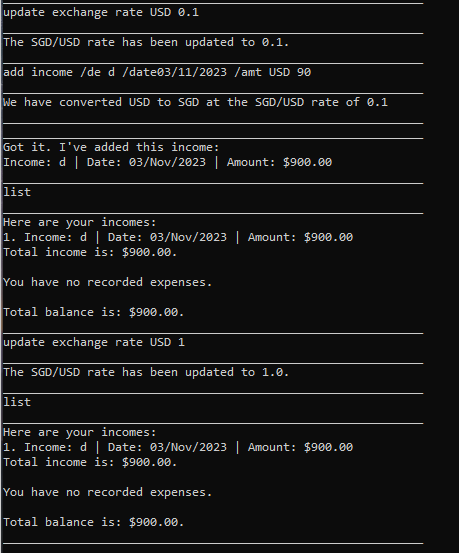 update exchange rate USD 0.1
The SGD/USD rate has been updated to 0.1.
add income /de d /date03/11/2023 /amt USD 90
We have converted USD to SGD at the SGD/USD rate of 0.1
Got it. I've added this income:
Income: d | Date: 03/Nov/2023 | Amount: $900.00
list
Here are your incomes:
1. Income: d | Date: 03/Nov/2023 | Amount: $900.00
Total income is: $900.00.
You have no recorded expenses.
Total balance is: $900.00.
update exchange rate USD 1
The SGD/USD rate has been updated to 1.0.
list
Here are your incomes:
1. Income: d | Date: 03/Nov/2023 | Amount: $900.00
Total income is: $900.00.
You have no recorded expenses.
Total balance is: $900.00.